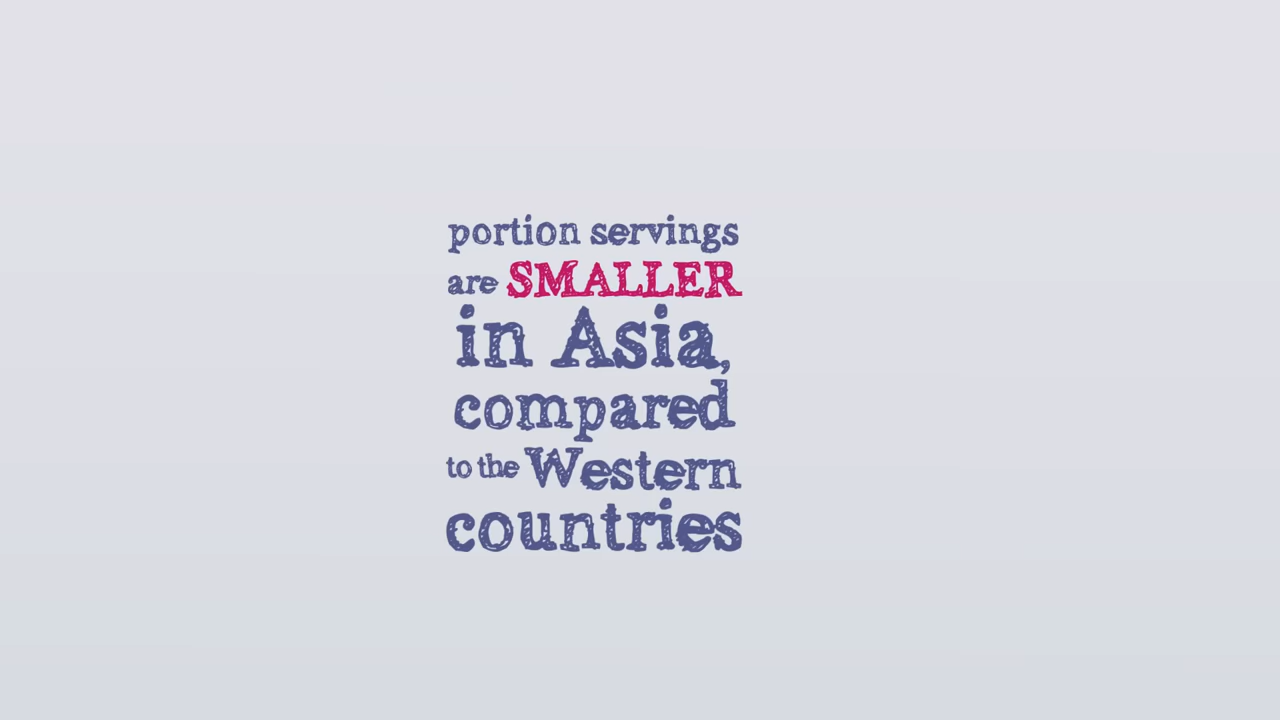 portion servings
are SMALLER
in Asia,
compared
to the Western
countries